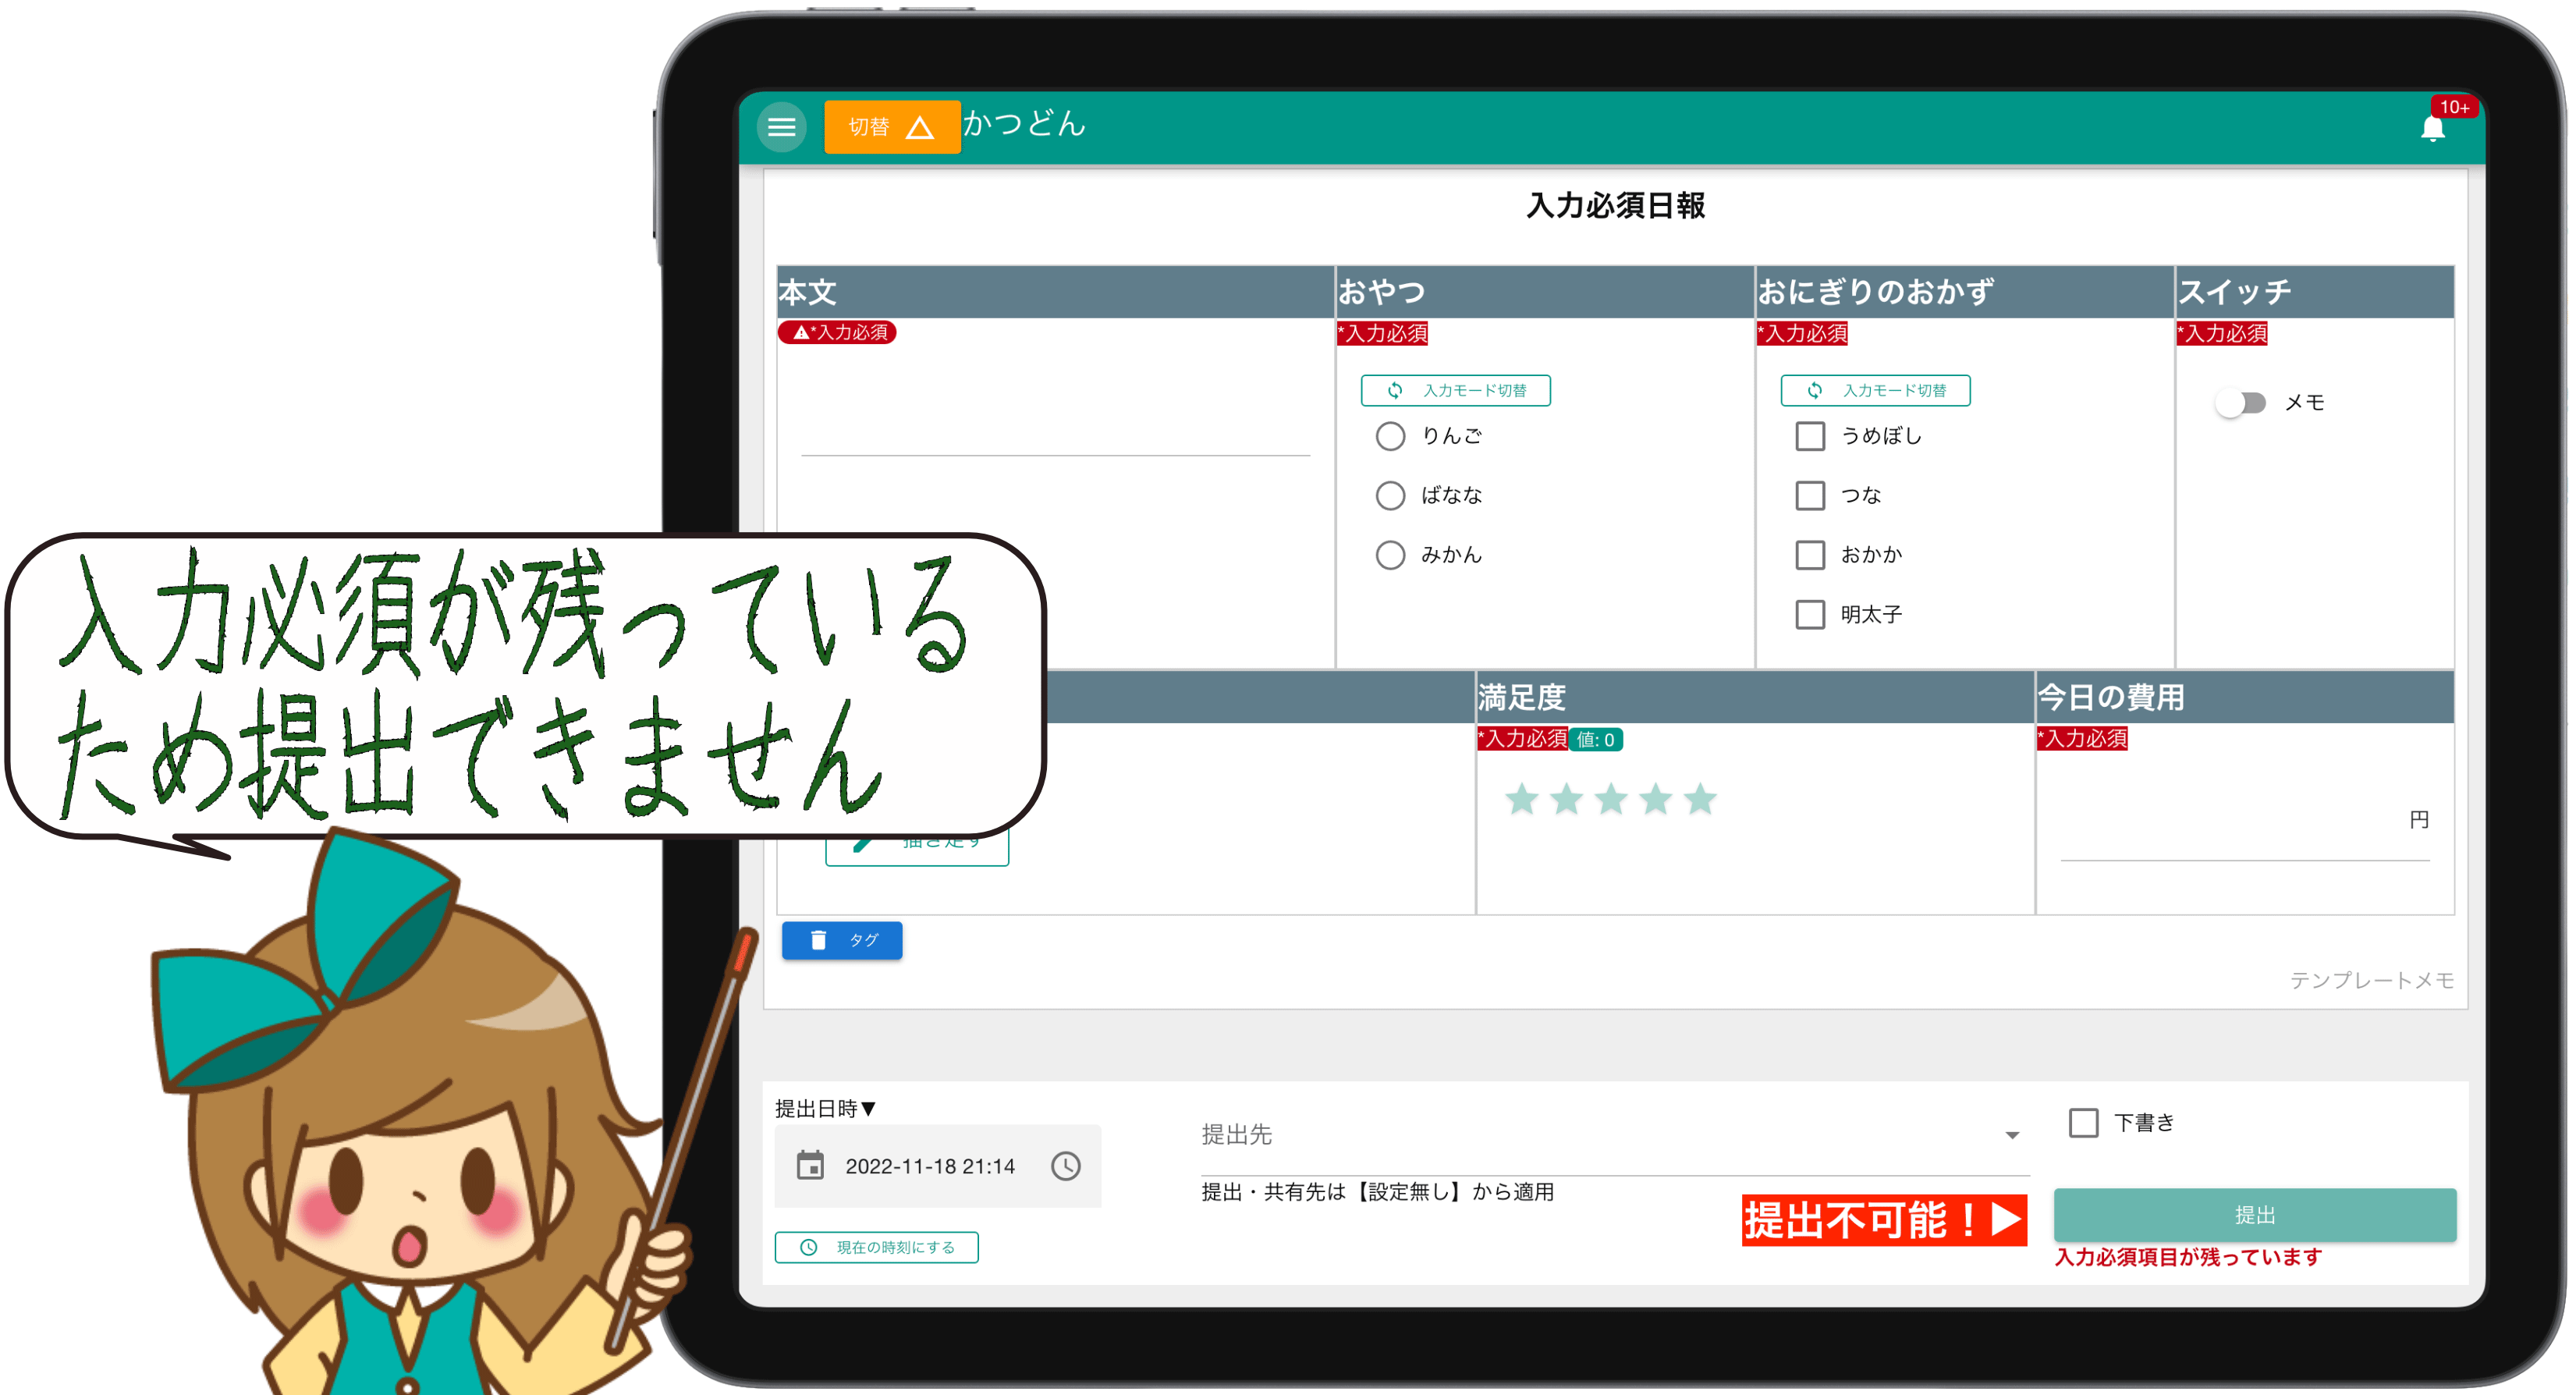 切替 かつどん
10+
入力必須日報
本文 おやつ おにぎりのおかず スイッチ
*入力必須 *入力必須 *入力必須 *入力必須
入力モード切替 入力モード切替
メモ
りんご うめぼし
ばなな つな
みかん おかか
明太子
入力必須が残っている
ため提出できません
満足度 今日の費用
*入力必須 値: 0 *入力必須
円
描き足す
タグ
テンプレートメモ
提出日時▼
2022-11-18 21:14
現在の時刻にする
提出先
提出・共有先は【設定無し】から適用
下書き
提出不可能！▶
提出
入力必須項目が残っています